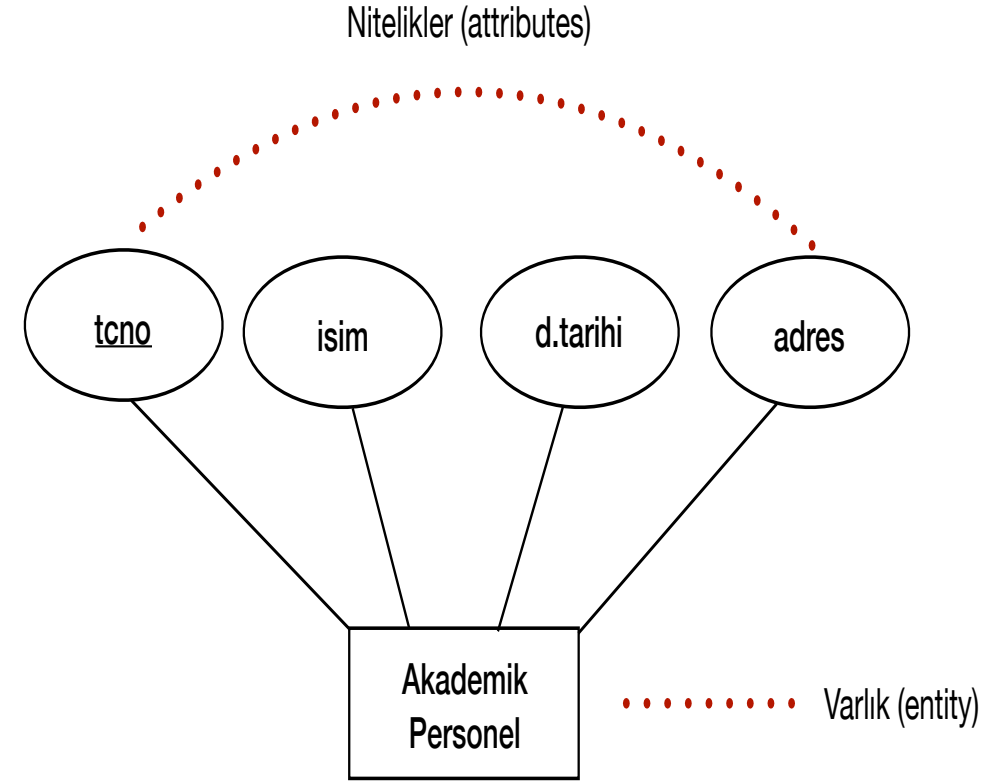 Nitelikler (attributes)
tcno
isim
d.tarihi
adres
Akademik
Personel
Varlık (entity)